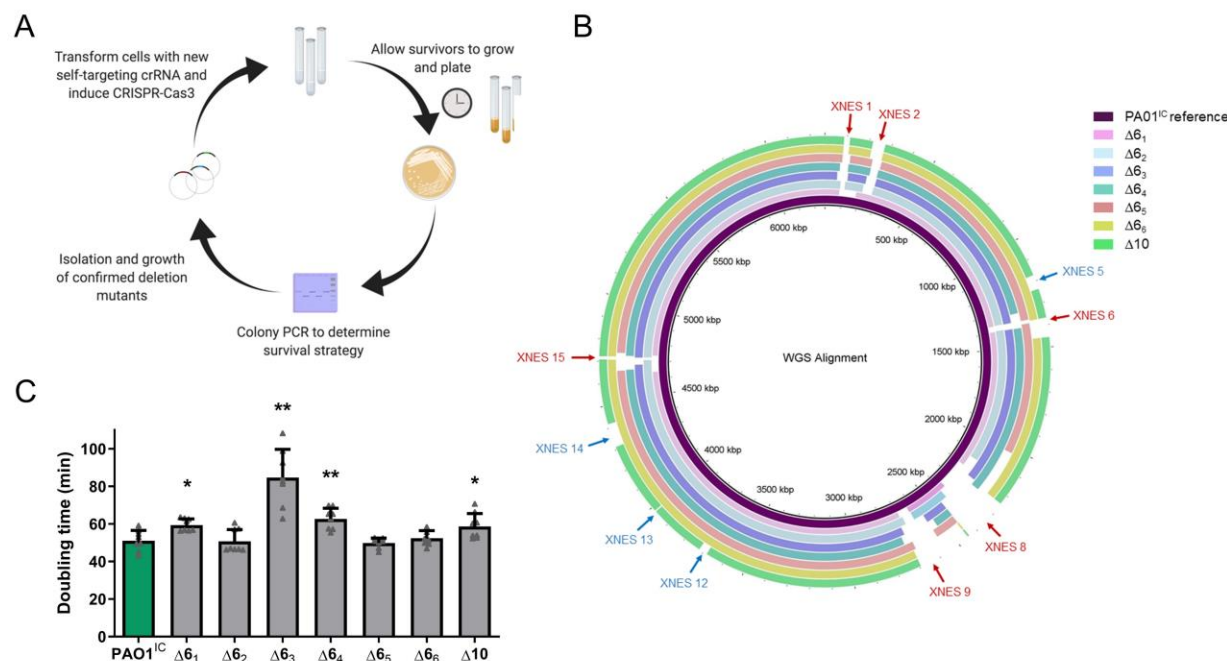 A
Transform cells with new
self-targeting crRNA and
induce CRISPR-Cas3
Allow survivors to grow
and plate
Isolation and growth
of confirmed deletion
mutants
Colony PCR to determine
survival strategy
B
XNES 1
XNES 2
XNES 5
XNES 6
XNES 8
XNES 9
XNES 12
XNES 13
XNES 14
XNES 15
500 kbp
1000 kbp
1500 kbp
2000 kbp
2500 kbp
3000 kbp
3500 kbp
4000 kbp
4500 kbp
5000 kbp
5500 kbp
6000 kbp
WGS Alignment
PA01ᴵᶜ reference
Δ6₁
Δ6₂
Δ6₃
Δ6₄
Δ6₅
Δ6₆
Δ10
C
Doubling time (min)
100
80
60
40
20
0
*
**
**
*
PAO1ᴵᶜ
Δ6₁
Δ6₂
Δ6₃
Δ6₄
Δ6₅
Δ6₆
Δ10